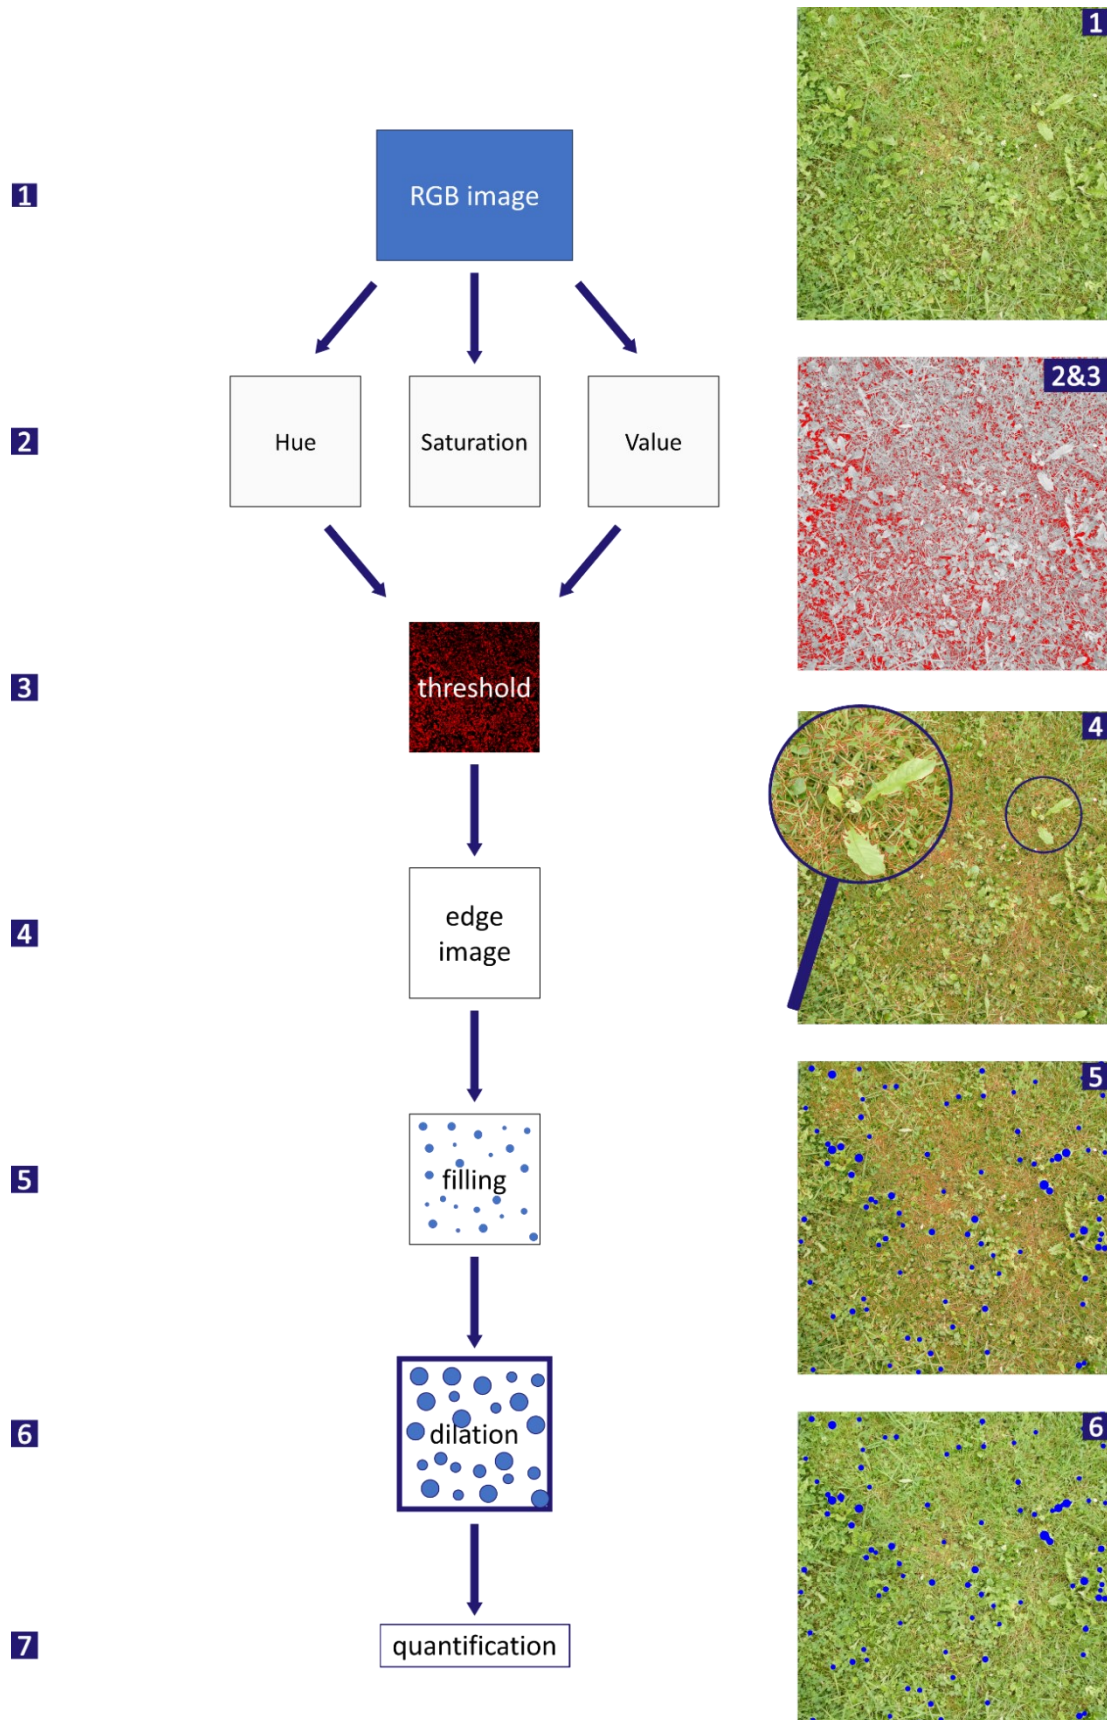 1
RGB image
1
2&3
2
Hue
Saturation
Value
3
threshold
4
4
edge
image
5
5
filling
6
6
dilation
7
quantification